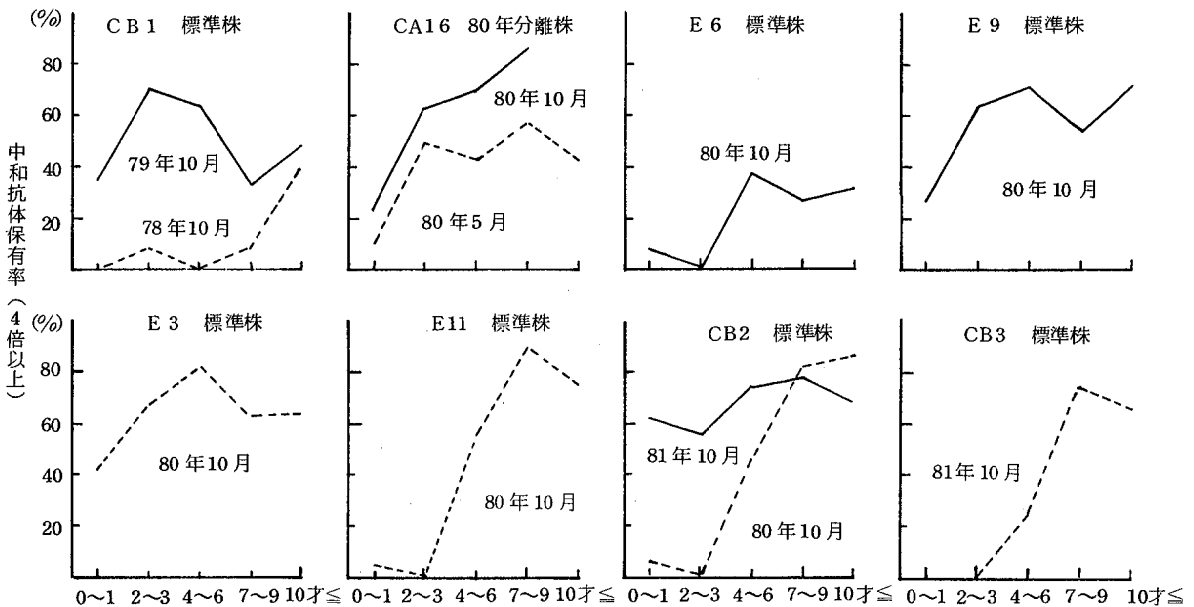 中和抗体保有率(4倍以上)
(%)
80
60
40
20
CB1 標準株
79年10月
78年10月
CA16 80年分離株
80年10月
80年5月
E6 標準株
80年10月
E9 標準株
80年10月
(%)
80
60
40
20
E3 標準株
80年10月
E11 標準株
80年10月
CB2 標準株
81年10月
80年10月
CB3 標準株
81年10月
0~1 2~3 4~6 7~9 10才≦
0~1 2~3 4~6 7~9 10才≦
0~1 2~3 4~6 7~9 10才≦
0~1 2~3 4~6 7~9 10才≦